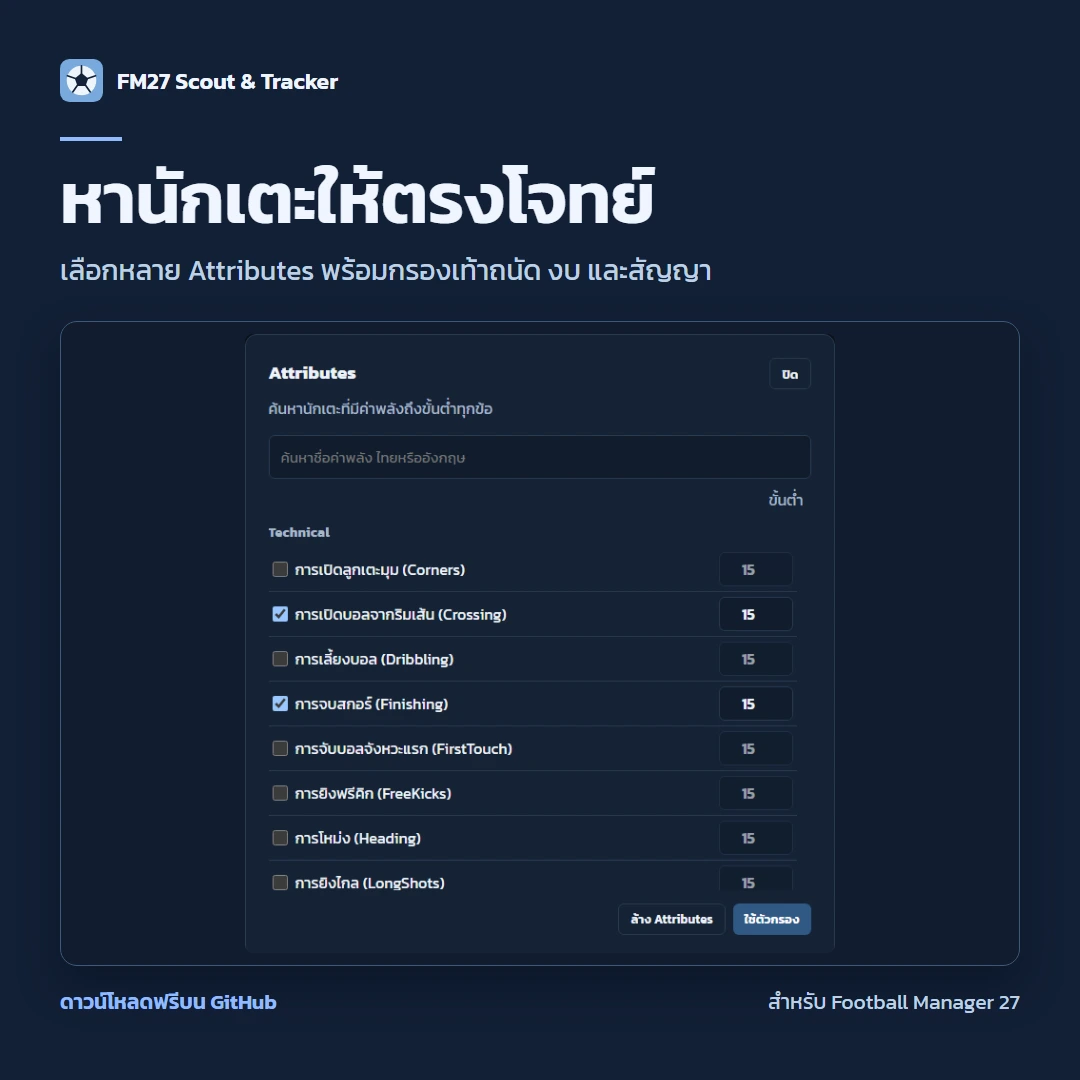 FM27 Scout & Tracker
หานักเตะให้ตรงโจทย์
เลือกหลาย Attributes พร้อมกรองเท้าถนัด งบ และสัญญา
Attributes
ปิด
ค้นหานักเตะที่มีค่าพลังถึงขั้นต่ำทุกข้อ
ค้นหาชื่อค่าพลัง ไทยหรืออังกฤษ
ขั้นต่ำ
Technical
การเปิดลูกเตะมุม (Corners) 15
การเปิดบอลจากริมเส้น (Crossing) 15
การเลี้ยงบอล (Dribbling) 15
การจบสกอร์ (Finishing) 15
การจับบอลจังหวะแรก (FirstTouch) 15
การยิงฟรีคิก (FreeKicks) 15
การโหม่ง (Heading) 15
การยิงไกล (LongShots) 15
ล้าง Attributes ใช้ตัวกรอง
ดาวน์โหลดฟรีบน GitHub
สำหรับ Football Manager 27